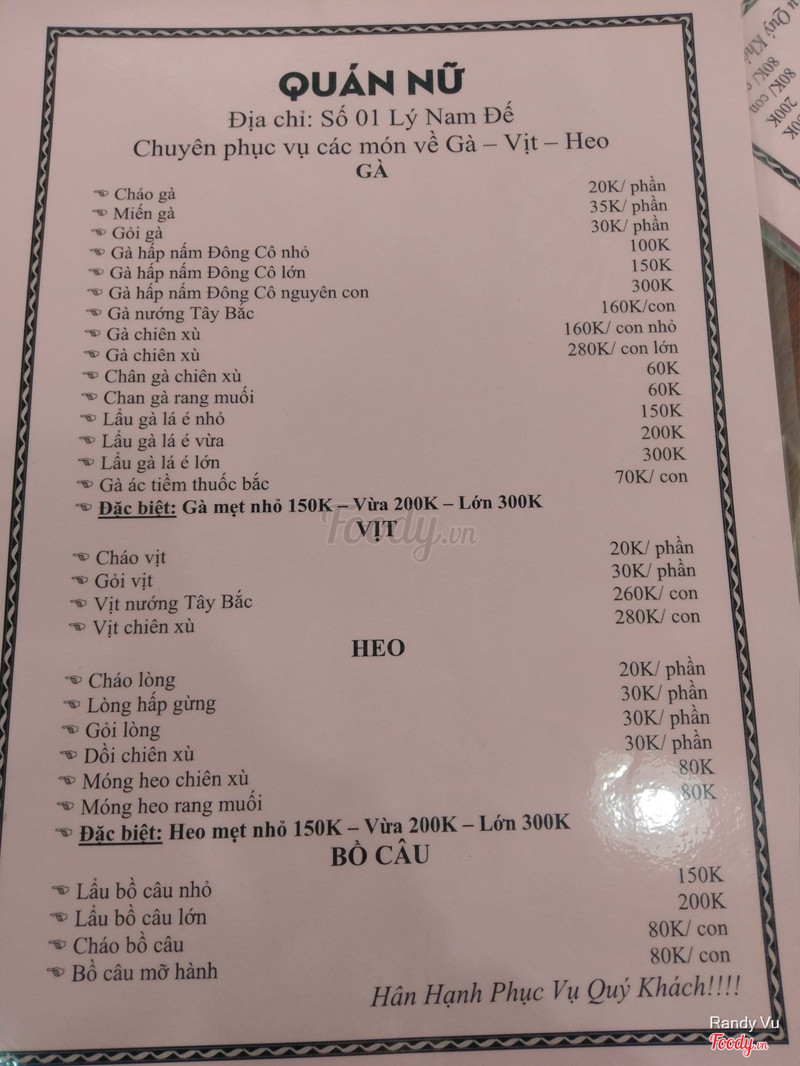 QUÁN NỮ
Địa chỉ: Số 01 Lý Nam Đế
Chuyên phục vụ các món về Gà – Vịt – Heo
GÀ
Cháo gà 20K/ phần
Miến gà 35K/ phần
Gỏi gà 30K/ phần
Gà hấp nấm Đông Cô nhỏ 100K
Gà hấp nấm Đông Cô lớn 150K
Gà hấp nấm Đông Cô nguyên con 300K
Gà nướng Tây Bắc 160K/con
Gà chiên xù 160K/ con nhỏ
Gà chiên xù 280K/ con lớn
Chân gà chiên xù 60K
Chan gà rang muối 60K
Lẩu gà lá é nhỏ 150K
Lẩu gà lá é vừa 200K
Lẩu gà lá é lớn 300K
Gà ác tiềm thuốc bắc 70K/ con
Đặc biệt: Gà mẹt nhỏ 150K – Vừa 200K – Lớn 300K
VỊT
Cháo vịt 20K/ phần
Gỏi vịt 30K/ phần
Vịt nướng Tây Bắc 260K/ con
Vịt chiên xù 280K/ con
HEO
Cháo lòng 20K/ phần
Lòng hấp gừng 30K/ phần
Gỏi lòng 30K/ phần
Dồi chiên xù 30K/ phần
Móng heo chiên xù 80K
Móng heo rang muối 80K
Đặc biệt: Heo mẹt nhỏ 150K – Vừa 200K – Lớn 300K
BỒ CÂU
Lẩu bồ câu nhỏ 150K
Lẩu bồ câu lớn 200K
Cháo bồ câu 80K/ con
Bồ câu mỡ hành 80K/ con
Hân Hạnh Phục Vụ Quý Khách!!!!
Foody.vn
Randy Vu
Foody.vn
80K/ con
200K